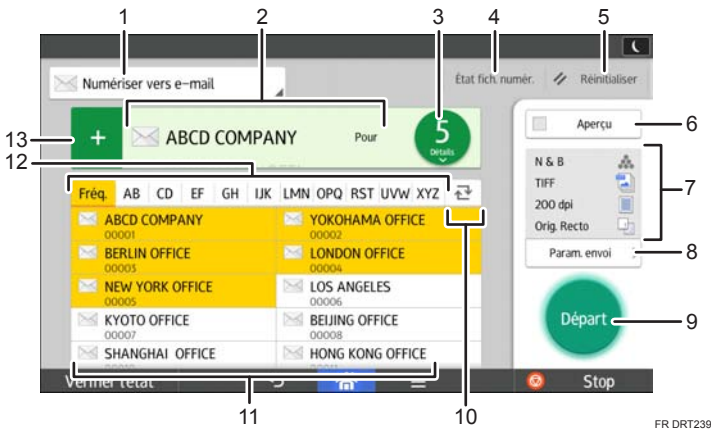 1 2 3 4 5
Numériser vers e-mail
État fich. numér.
Réinitialiser
13
+
ABCD COMPANY
Pour
5
Détails
Aperçu
6
12
Fréq. AB CD EF GH IJK LMN OPQ RST UVW XYZ
N & B
TIFF
200 dpi
Orig. Recto
7
ABCD COMPANY
00001
YOKOHAMA OFFICE
00002
BERLIN OFFICE
00003
LONDON OFFICE
00004
Param. envoi
8
NEW YORK OFFICE
00005
LOS ANGELES
00006
KYOTO OFFICE
00007
BEIJING OFFICE
00008
Départ
9
SHANGHAI OFFICE
HONG KONG OFFICE
Stop
11
10
FR DRT239